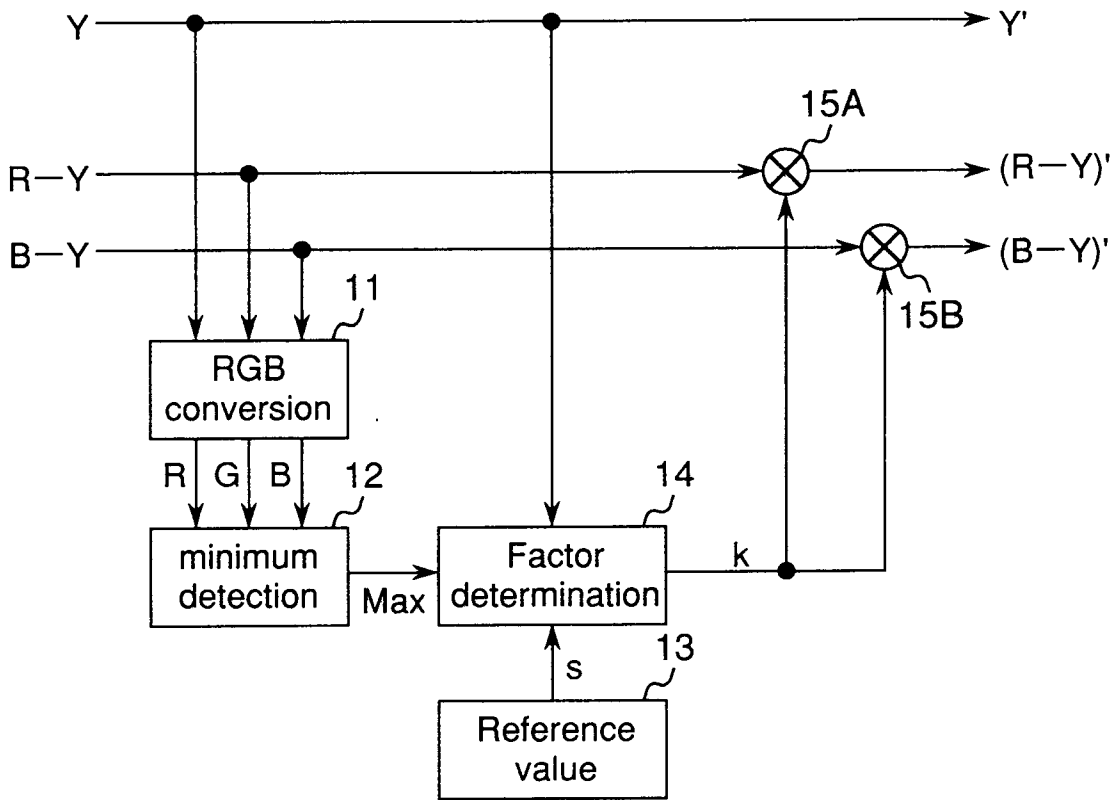 Y Y'
15A
R—Y (R—Y)'
B—Y (B—Y)'
15B
11
RGB
conversion
R G B
12
minimum
detection
Max
14
Factor
determination
k
s
13
Reference
value